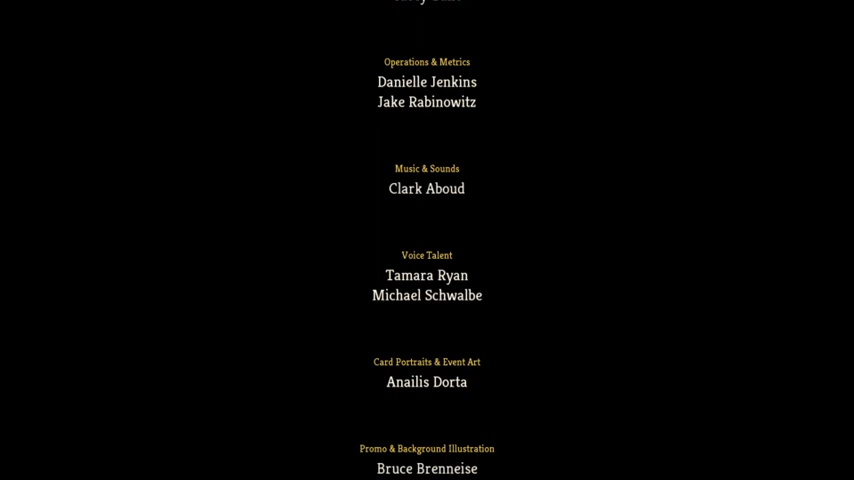 Operations & Metrics
Danielle Jenkins
Jake Rabinowitz
Music & Sounds
Clark Aboud
Voice Talent
Tamara Ryan
Michael Schwalbe
Card Portraits & Event Art
Anailis Dorta
Promo & Background Illustration
Bruce Brenneise